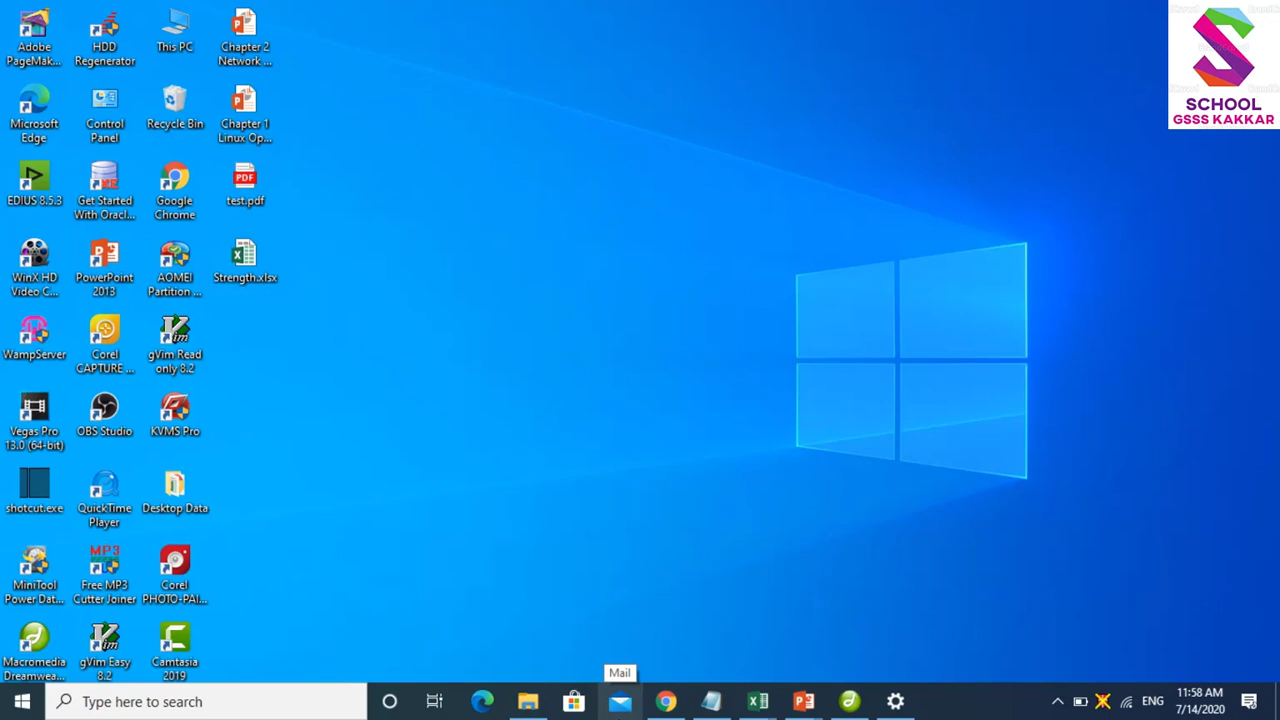 Adobe
PageMak...
HDD
Regenerator
This PC
Chapter 2
Network ...
Microsoft
Edge
Control
Panel
Recycle Bin
Chapter 1
Linux Op...
EDIUS 8.5.3
Get Started
With Oracl...
Google
Chrome
PDF
test.pdf
WinX HD
Video C...
PowerPoint
2013
AOMEI
Partition ...
Strength.xlsx
WampServer
Corel
CAPTURE ...
gVim Read
only 8.2
Vegas Pro
13.0 (64-bit)
OBS Studio
KVMS Pro
shotcut.exe
QuickTime
Player
Desktop Data
MiniTool
Power Dat...
MP3
Free MP3
Cutter Joiner
Corel
PHOTO-PAI...
Macromedia
Dreamwea...
gVim Easy
8.2
Camtasia
2019
SCHOOL
GSSS KAKKAR
Mail
Type here to search
ENG
11:58 AM
7/14/2020